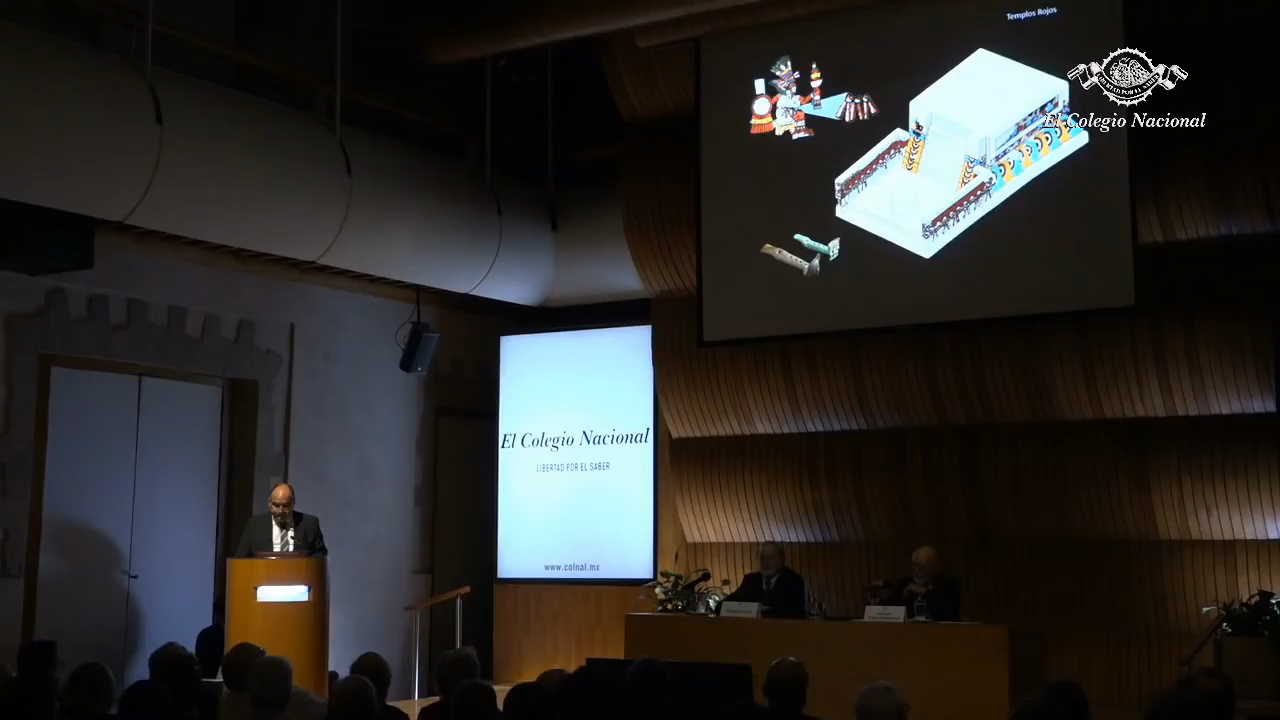 Templos Rojos
El Colegio Nacional
El Colegio Nacional
LIBERTAD POR EL SABER
www.colnal.mx